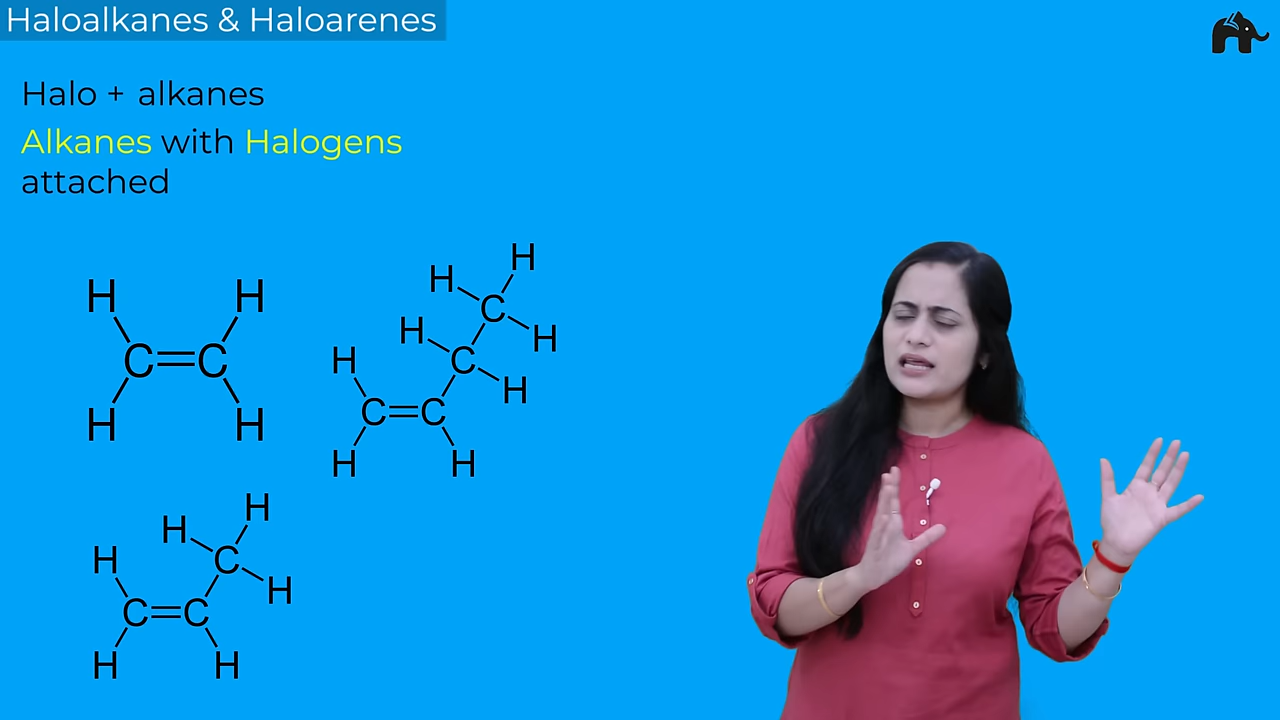 Haloalkanes & Haloarenes
Halo + alkanes
Alkanes with Halogens
attached
H H
C=C
H H
H
H
C
H H
H C
H
C=C
H H
H
H
H C
H
C=C
H H